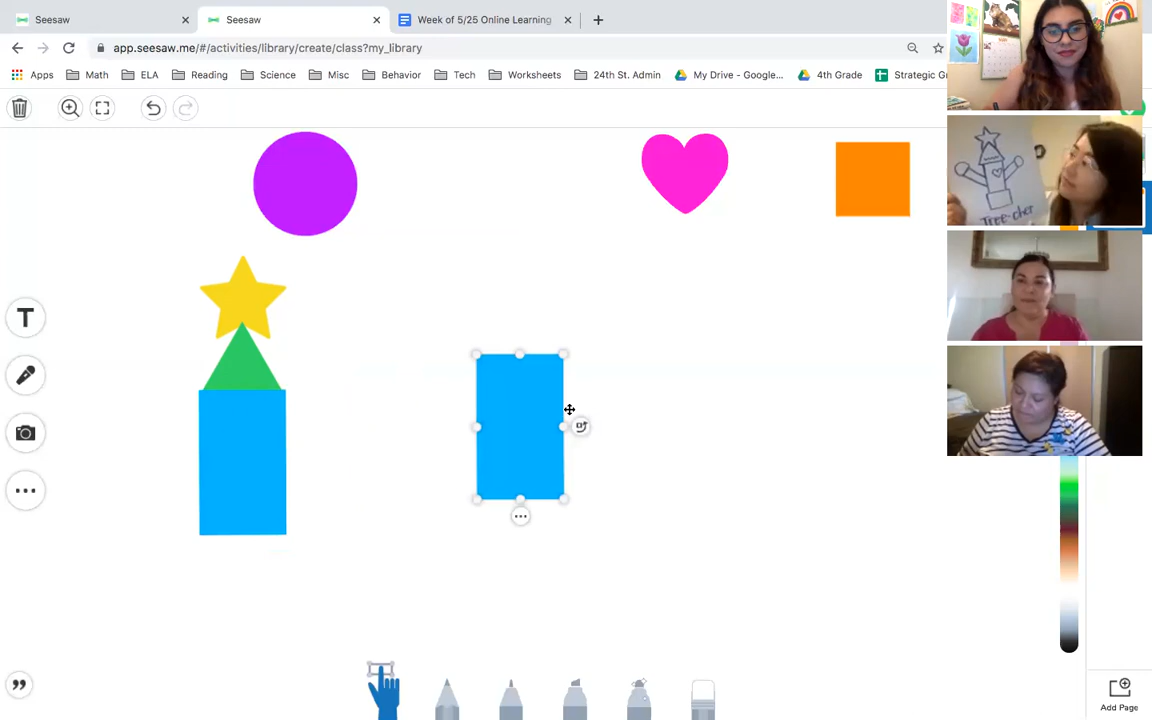 Seesaw
Seesaw
Week of 5/25 Online Learning
app.seesaw.me/#/activities/library/create/class?my_library
Apps Math ELA Reading Science Misc Behavior Tech Worksheets 24th St. Admin My Drive - Google... 4th Grade Strategic Gr
T
Tree-cher
Add Page